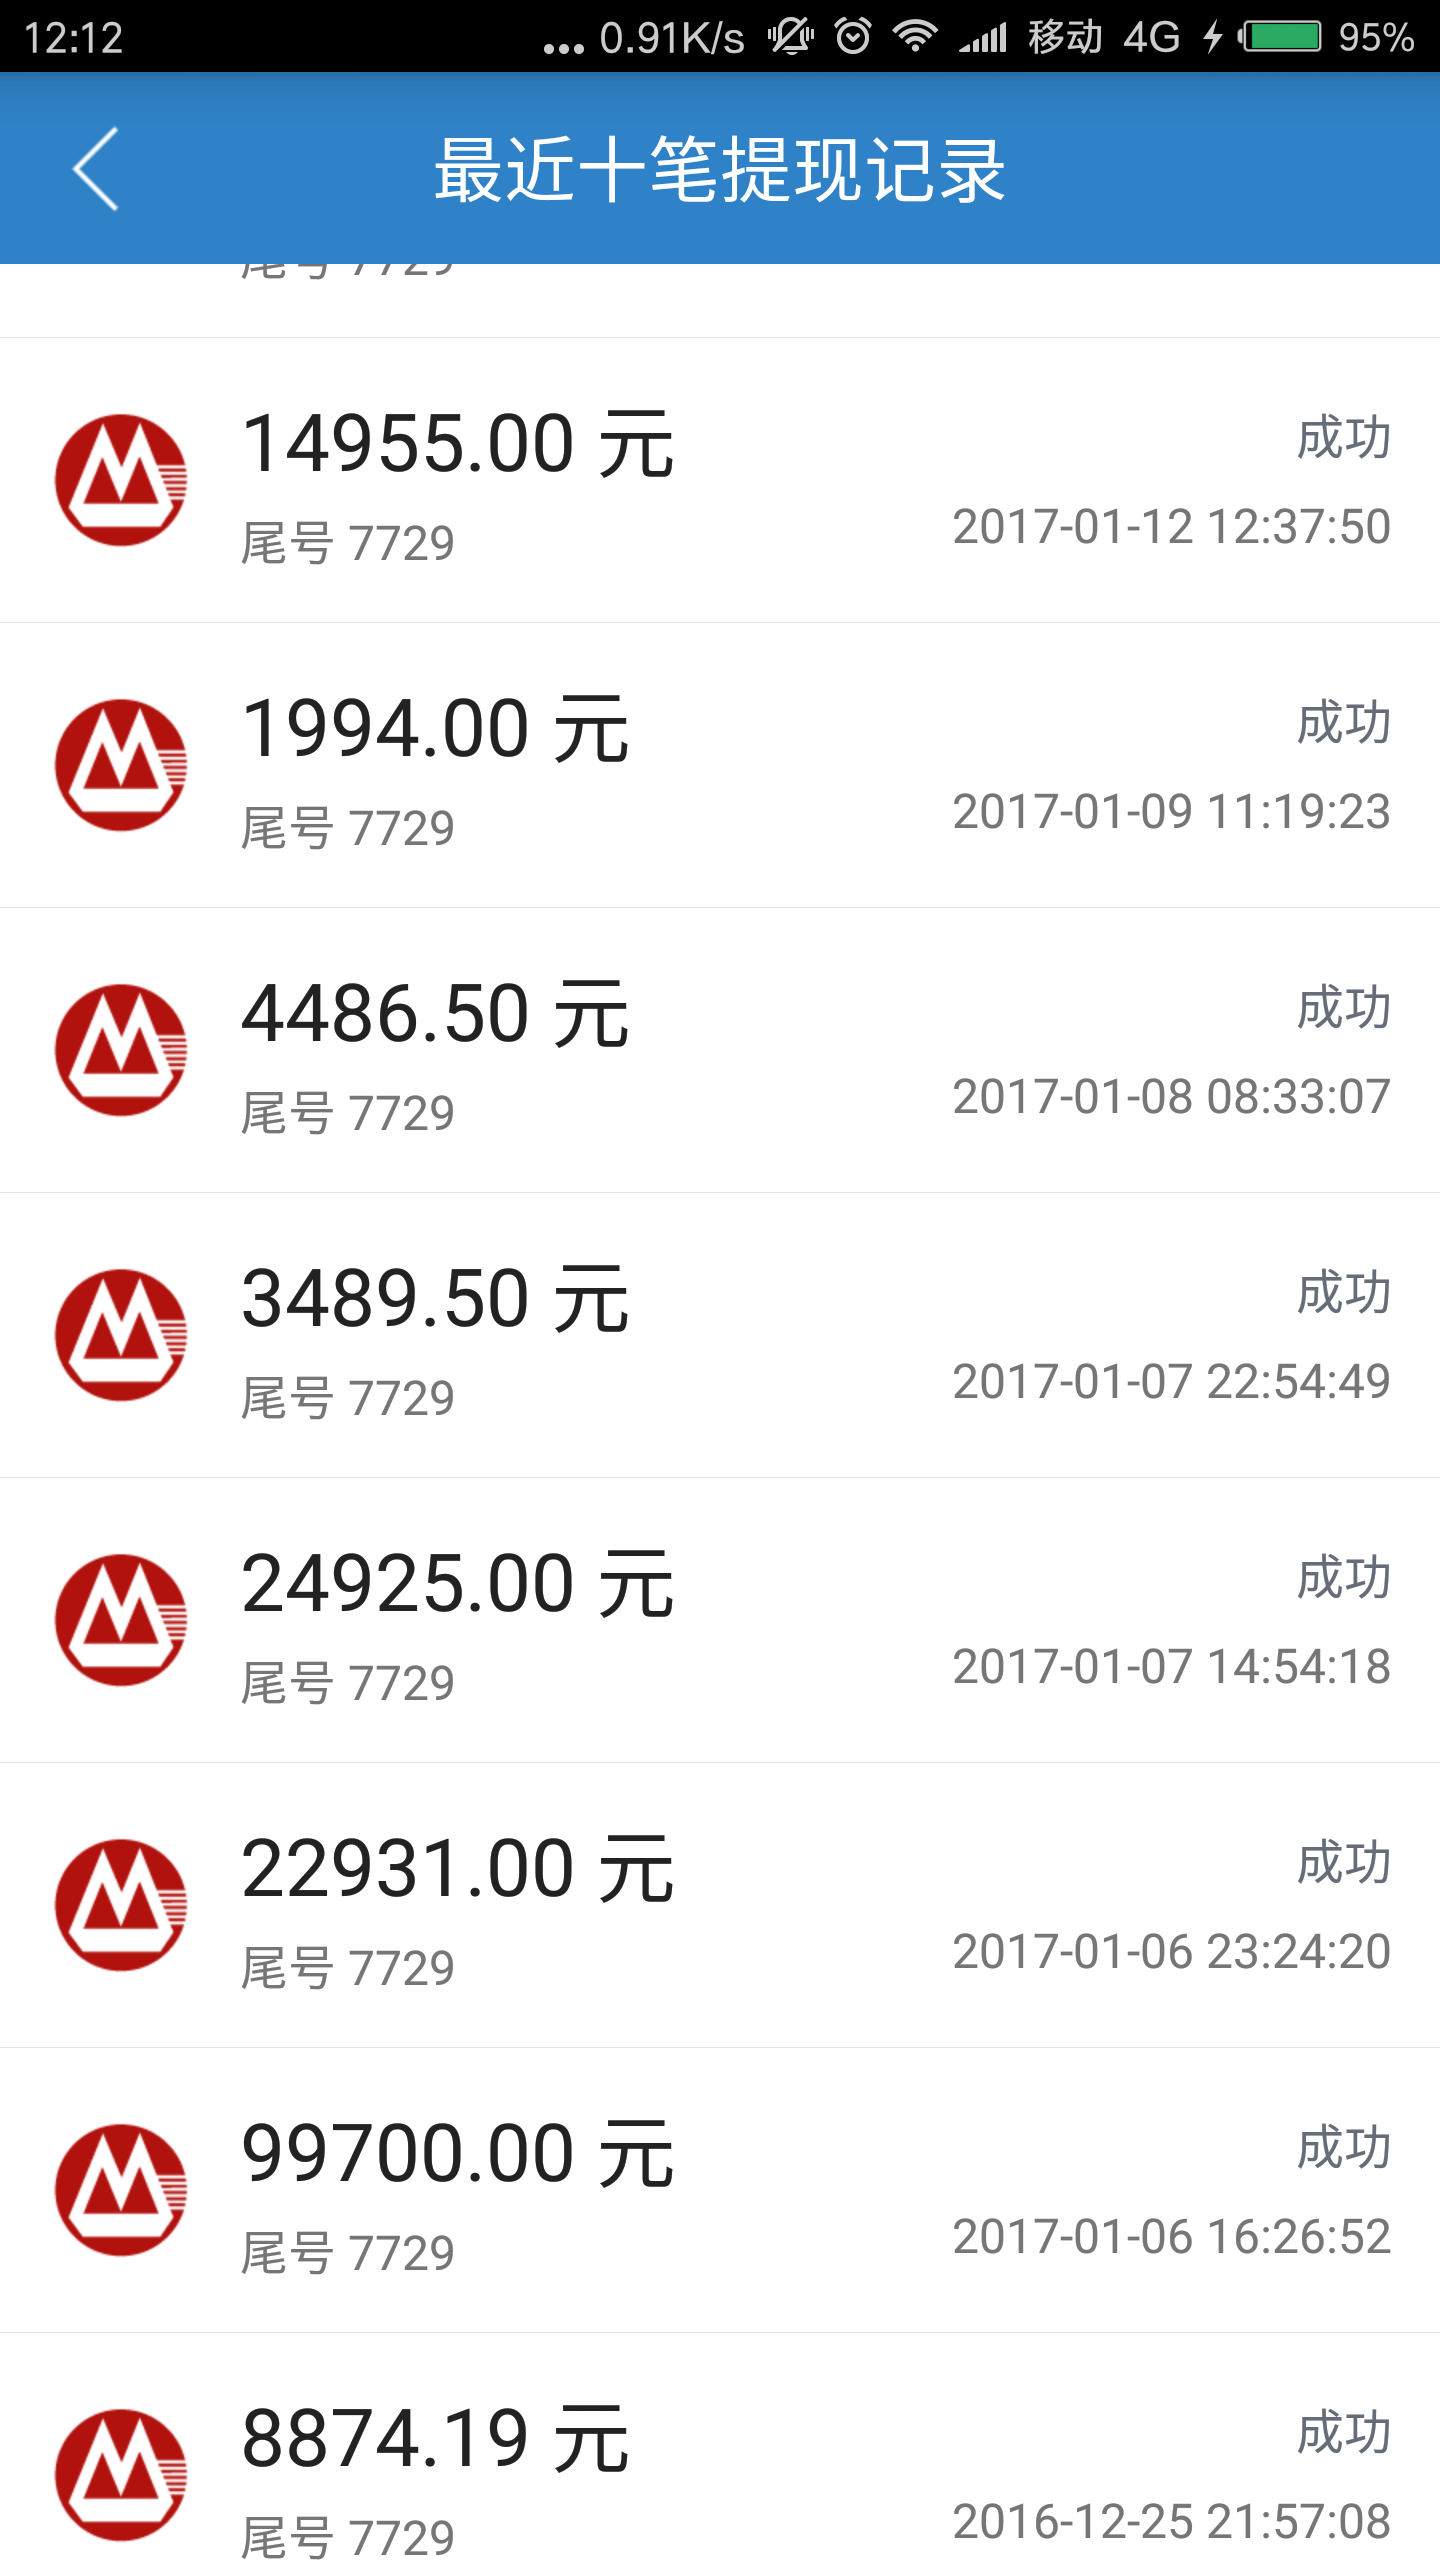 12:12 ... 0.91K/s 移动 4G 95%
最近十笔提现记录
尾号 7729
14955.00 元 成功
尾号 7729 2017-01-12 12:37:50
1994.00 元 成功
尾号 7729 2017-01-09 11:19:23
4486.50 元 成功
尾号 7729 2017-01-08 08:33:07
3489.50 元 成功
尾号 7729 2017-01-07 22:54:49
24925.00 元 成功
尾号 7729 2017-01-07 14:54:18
22931.00 元 成功
尾号 7729 2017-01-06 23:24:20
99700.00 元 成功
尾号 7729 2017-01-06 16:26:52
8874.19 元 成功
尾号 7729 2016-12-25 21:57:08